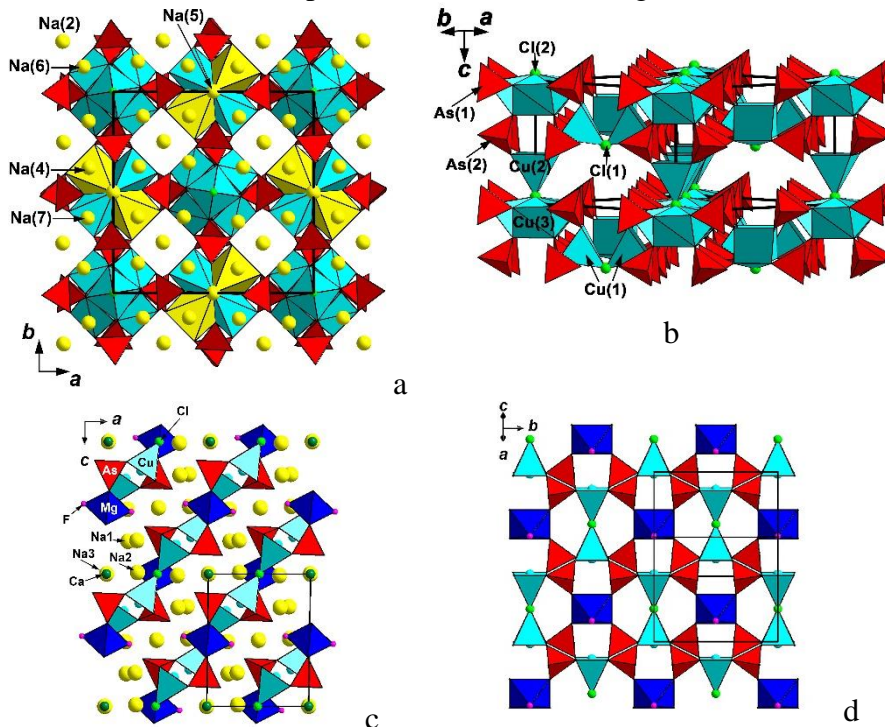 Na(2)
Na(5)
Na(6)
Na(4)
Na(7)
b
a
a
b
a
c
Cl(2)
As(1)
As(2)
Cu(2)
Cl(1)
Cu(3)
Cu(1)
b
a
c
Cl
As
Cu
F
Mg
Na1
Na3
Na2
Ca
c
c
b
a
d